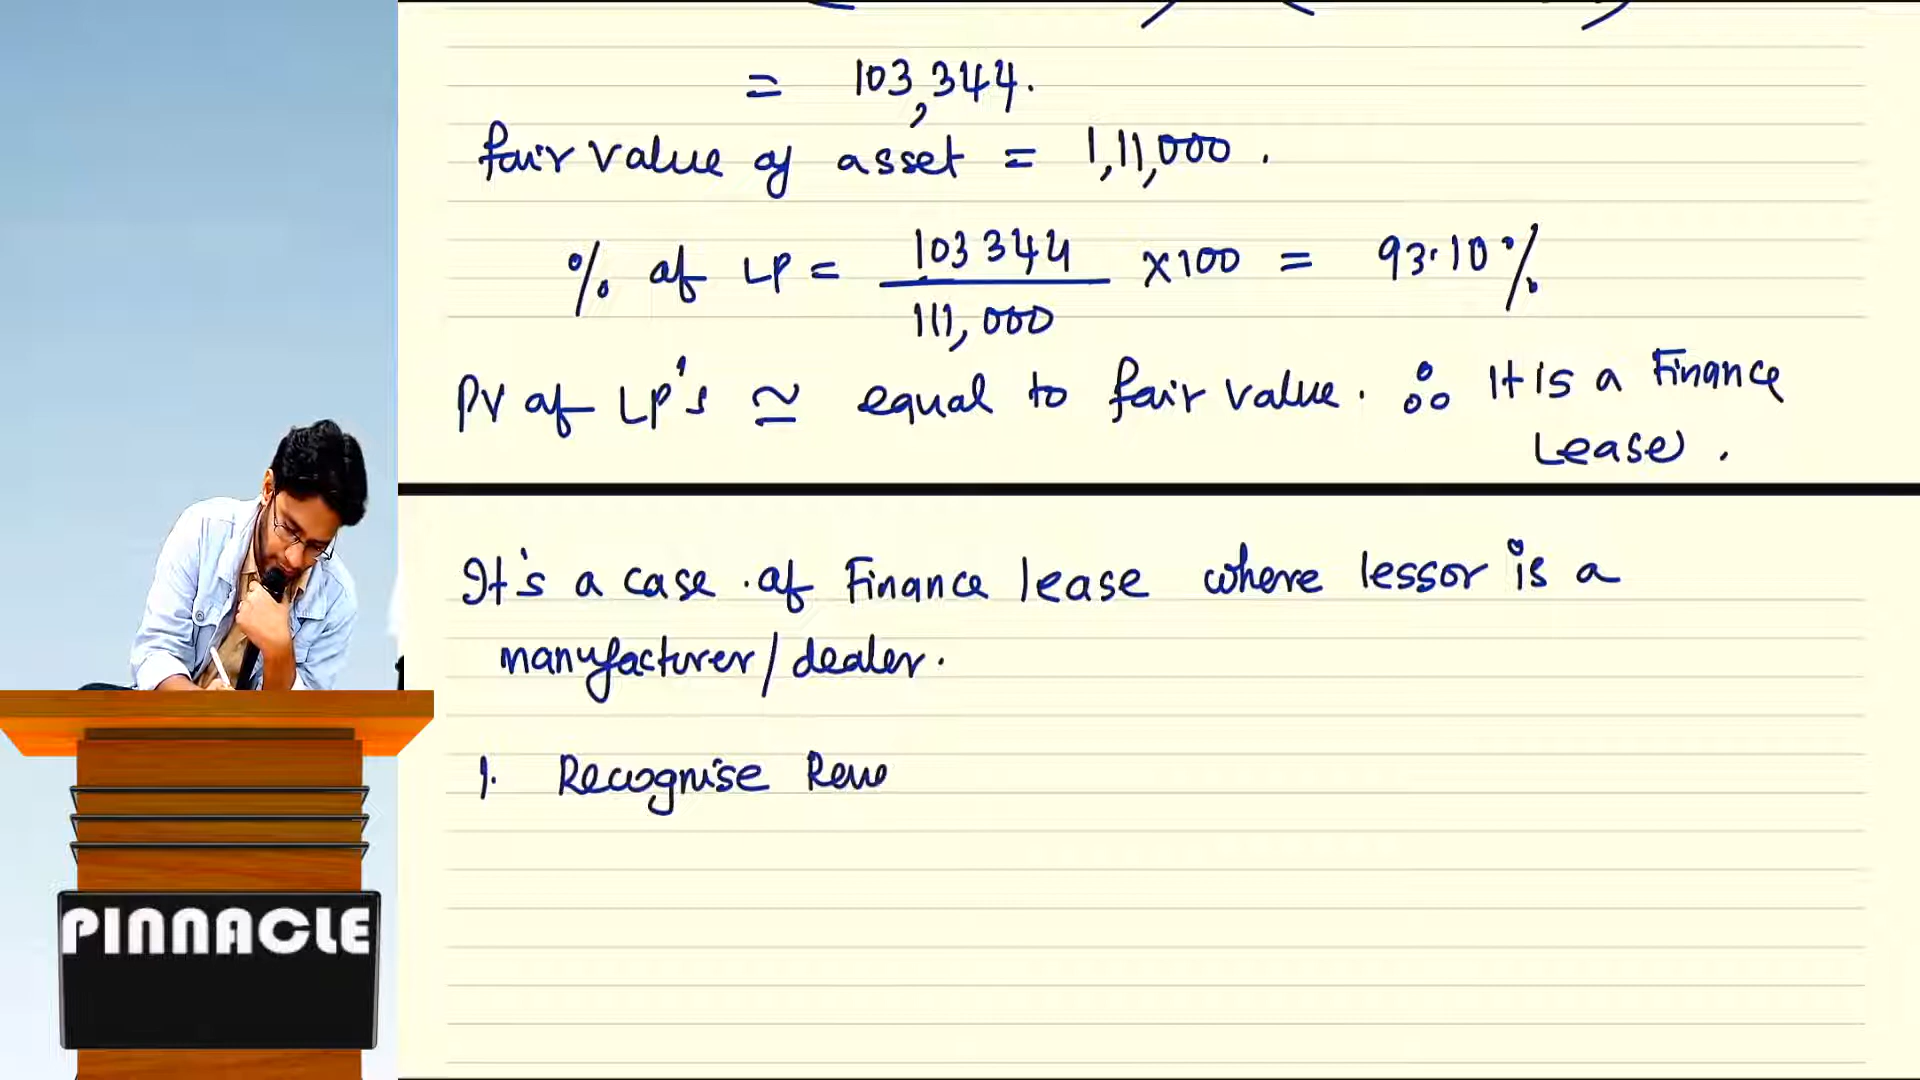 = 103,344.
fair value of asset = 1,11,000.
% of LP = 103344 / 111,000 x100 = 93.10%
PV of LP's ≅ equal to fair value. ∴ It is a Finance
Lease.
It's a case of Finance lease where lessor is a
manufacturer/dealer.
1. Recognise Reve
PINNACLE